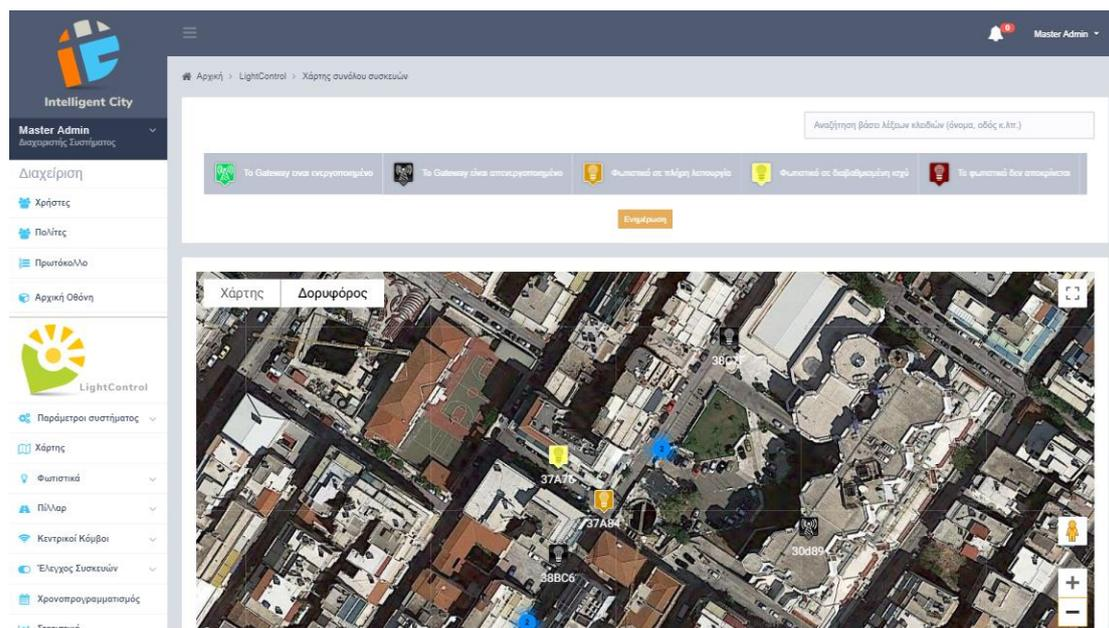 Intelligent City
Master Admin
Διαχειριστής Συστήματος
Διαχείριση
Χρήστες
Πολίτες
Πρωτόκολλο
Αρχική Οθόνη
LightControl
Παράμετροι συστήματος
Χάρτης
Φωτιστικά
Πίλλαρ
Κεντρικοί Κόμβοι
Έλεγχος Συσκευών
Χρονοπρογραμματισμός
0
Master Admin
Αρχική > LightControl > Χάρτης συνόλου συσκευών
Αναζήτηση βάσει λέξεων κλειδιών (όνομα, οδός κ.λπ.)
Το Gateway είναι ενεργοποιημένο
Το Gateway είναι απενεργοποιημένο
Φωτιστικό σε πλήρη λειτουργία
Φωτιστικό σε διαβαθμισμένη ισχύ
Το φωτιστικό δεν αποκρίνεται
Ενημέρωση
Χάρτης
Δορυφόρος
2
37A76
37A84
30d89
38BC6
2